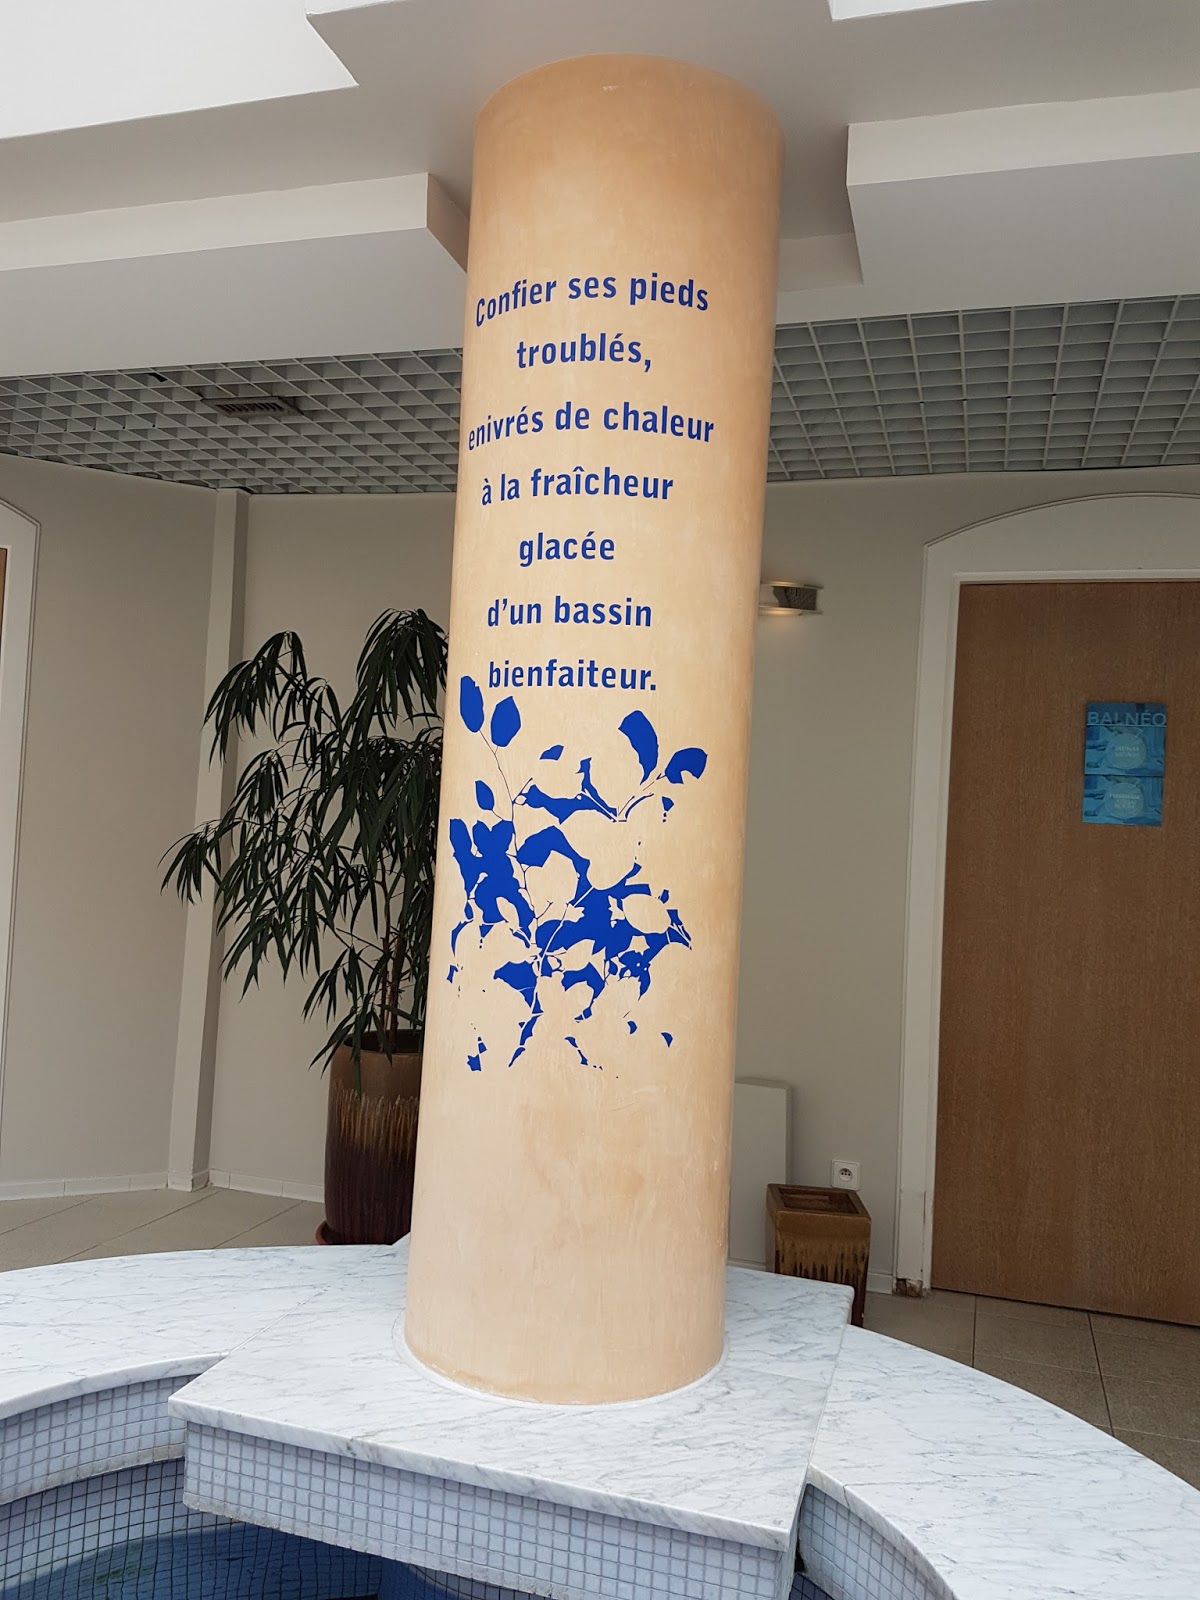 Confier ses pieds
troublés,
enivrés de chaleur
à la fraîcheur
glacée
d'un bassin
bienfaiteur.
BALNÉO